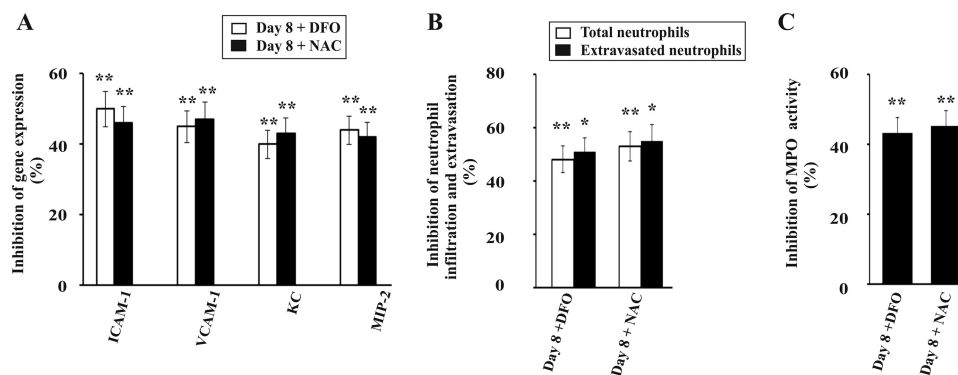 A
Day 8 + DFO
Day 8 + NAC
Inhibition of gene expression
(%)
60
40
20
0
** ** ** ** ** ** ** **
ICAM-1
VCAM-1
KC
MIP-2
B
Total neutrophils
Extravasated neutrophils
Inhibition of neutrophil
infiltration and extravasation
(%)
80
60
40
20
0
** * ** *
Day 8 +DFO
Day 8 + NAC
C
Inhibition of MPO activity
(%)
60
40
20
0
** **
Day 8 +DFO
Day 8 + NAC